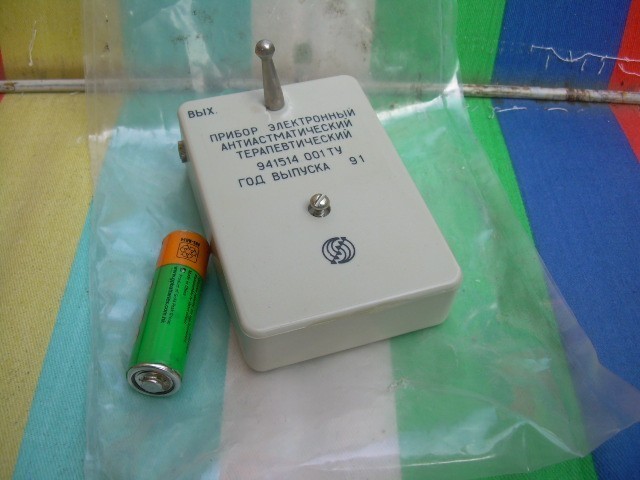 ВЫХ.
ПРИБОР ЭЛЕКТРОННЫЙ
АНТИАСТМАТИЧЕСКИЙ
ТЕРАПЕВТИЧЕСКИЙ
941514 001 ТУ
ГОД ВЫПУСКА 91